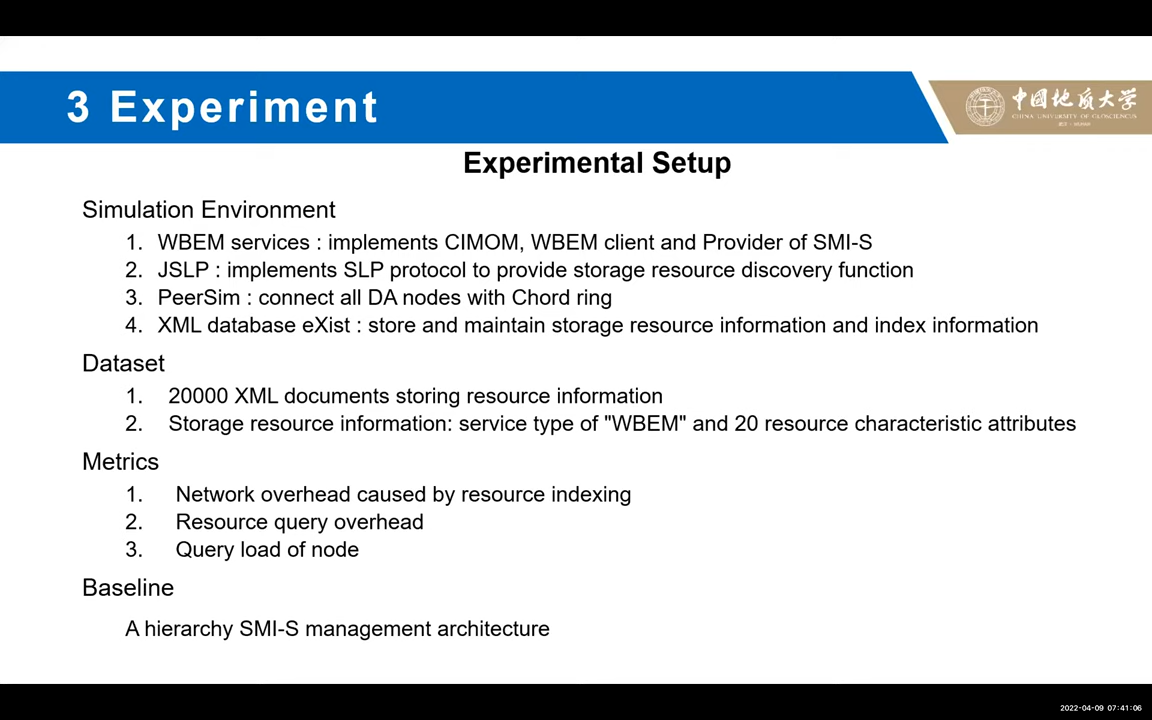 3 Experiment
中国地质大学
CHINA UNIVERSITY OF GEOSCIENCES
Experimental Setup
Simulation Environment
1. WBEM services : implements CIMOM, WBEM client and Provider of SMI-S
2. JSLP : implements SLP protocol to provide storage resource discovery function
3. PeerSim : connect all DA nodes with Chord ring
4. XML database eXist : store and maintain storage resource information and index information
Dataset
1. 20000 XML documents storing resource information
2. Storage resource information: service type of "WBEM" and 20 resource characteristic attributes
Metrics
1. Network overhead caused by resource indexing
2. Resource query overhead
3. Query load of node
Baseline
A hierarchy SMI-S management architecture
2022-04-09 07:41:06